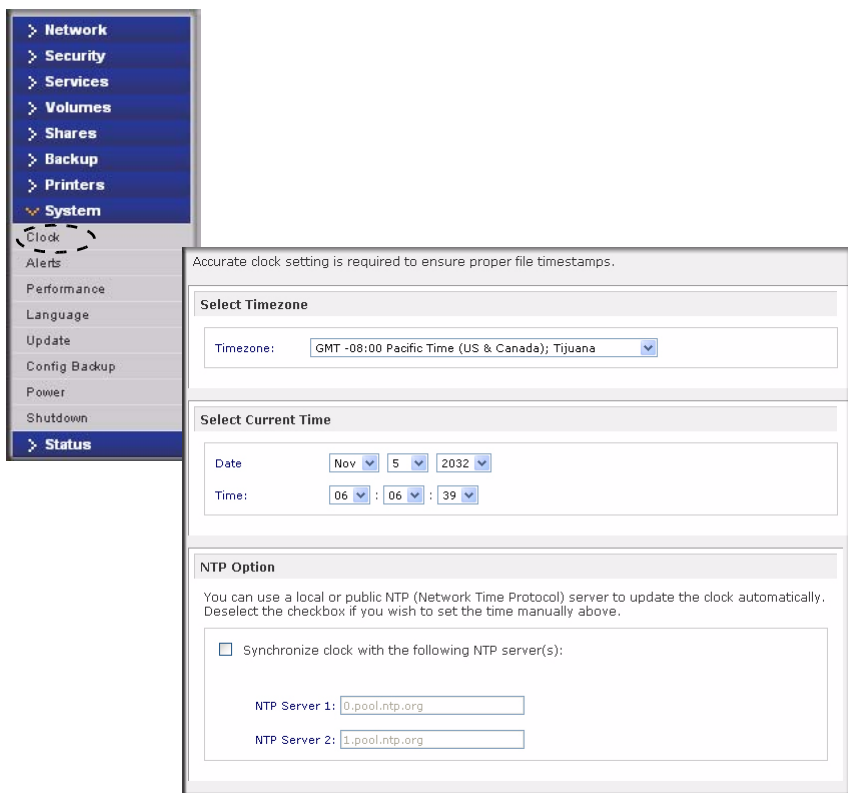 Network
Security
Services
Volumes
Shares
Backup
Printers
System
Clock
Alerts
Performance
Language
Update
Config Backup
Power
Shutdown
Status
Accurate clock setting is required to ensure proper file timestamps.
Select Timezone
Timezone: GMT -08:00 Pacific Time (US & Canada); Tijuana
Select Current Time
Date Nov 5 2032
Time: 06 : 06 : 39
NTP Option
You can use a local or public NTP (Network Time Protocol) server to update the clock automatically.
Deselect the checkbox if you wish to set the time manually above.
Synchronize clock with the following NTP server(s):
NTP Server 1: 0.pool.ntp.org
NTP Server 2: 1.pool.ntp.org